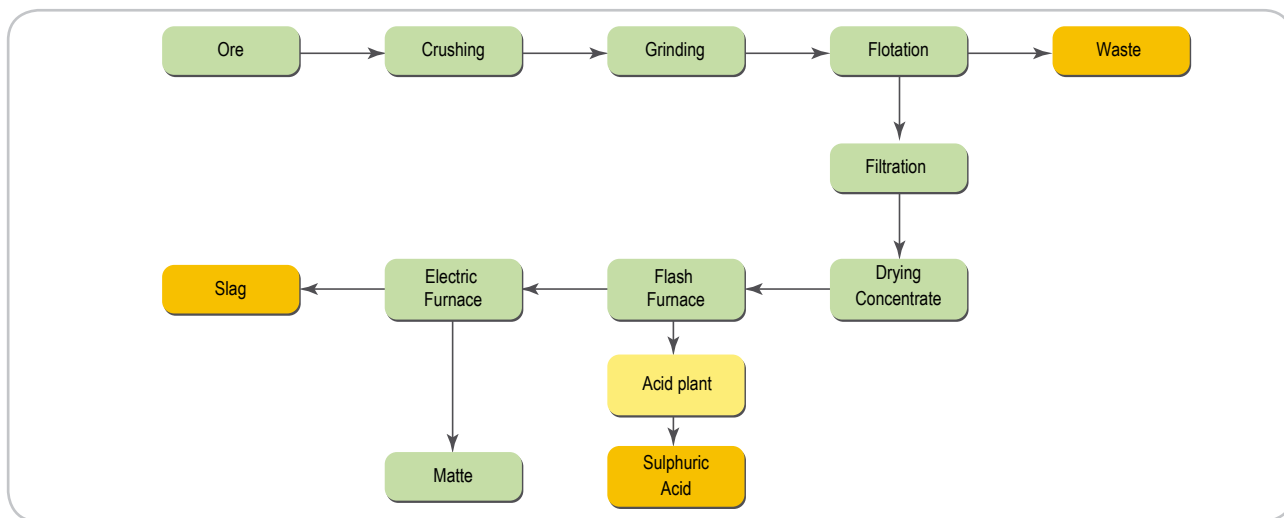 Ore
Crushing
Grinding
Flotation
Waste
Filtration
Slag
Electric
Furnace
Flash
Furnace
Drying
Concentrate
Acid plant
Matte
Sulphuric
Acid